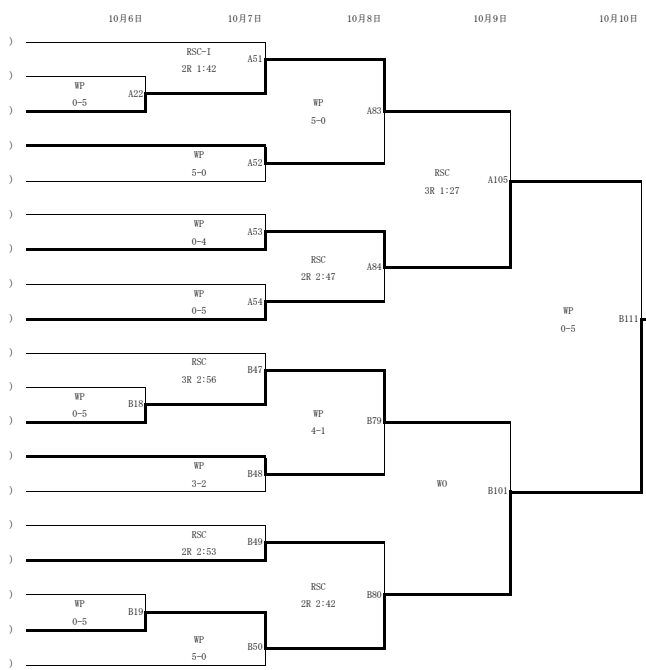 10月6日 10月7日 10月8日 10月9日 10月10日
)
RSC-I
2R 1:42
A51
)
WP
0-5
A22
)
WP
5-0
A83
)
WP
5-0
A52
)
RSC
3R 1:27
A105
)
WP
0-4
A53
)
RSC
2R 2:47
A84
)
WP
0-5
A54
)
WP
0-5
B111
)
RSC
3R 2:56
B47
)
WP
0-5
B18
)
WP
4-1
B79
)
WP
3-2
B48
)
WO
B101
)
RSC
2R 2:53
B49
)
RSC
2R 2:42
B80
)
WP
0-5
B19
)
WP
5-0
B50
)